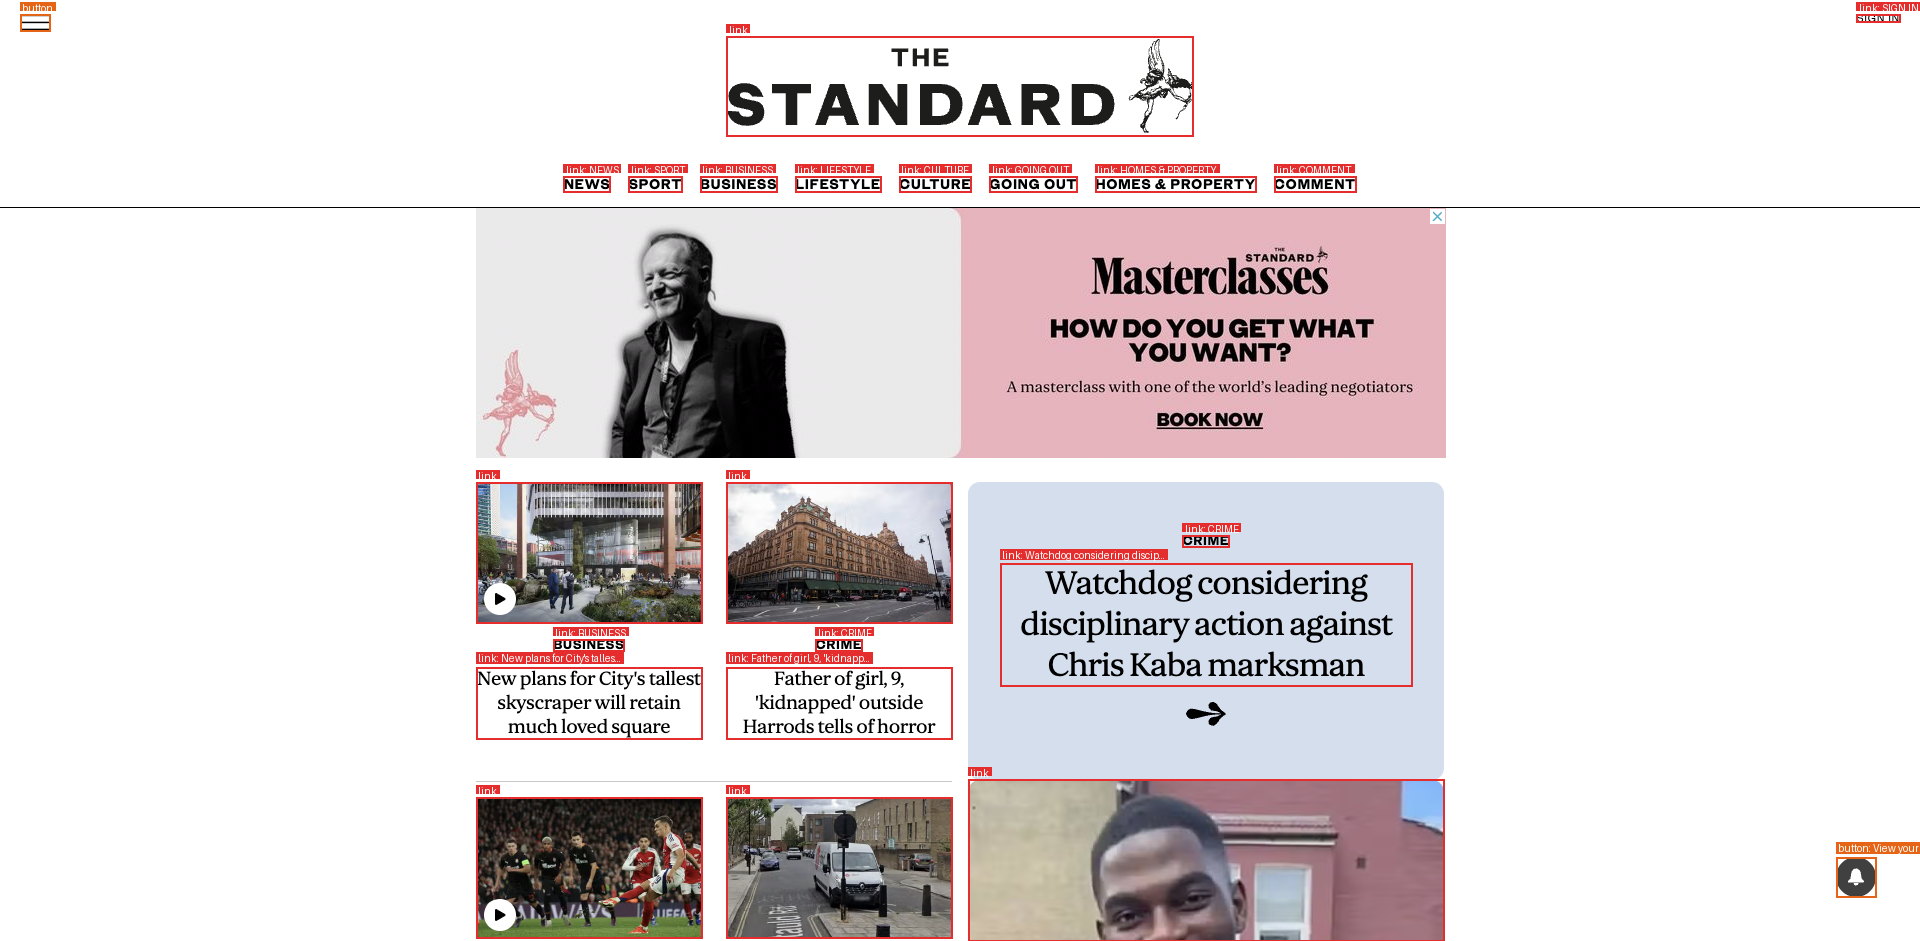 button
link: SIGN IN
SIGN IN
link
THE
STANDARD
link: NEWS
link: SPORT
link: BUSINESS
link: LIFESTYLE
link: CULTURE
link: GOING OUT
link: HOMES & PROPERTY
link: COMMENT
NEWS
SPORT
BUSINESS
LIFESTYLE
CULTURE
GOING OUT
HOMES & PROPERTY
COMMENT
THE
STANDARD
Masterclasses
HOW DO YOU GET WHAT
YOU WANT?
A masterclass with one of the world's leading negotiators
BOOK NOW
link
link
link: BUSINESS
BUSINESS
link: New plans for City's talles...
New plans for City's tallest
skyscraper will retain
much loved square
link: CRIME
CRIME
link: Father of girl, 9, 'kidnapp...
Father of girl, 9,
'kidnapped' outside
Harrods tells of horror
link: CRIME
CRIME
link: Watchdog considering discip...
Watchdog considering
disciplinary action against
Chris Kaba marksman
link
link
link
button: View your